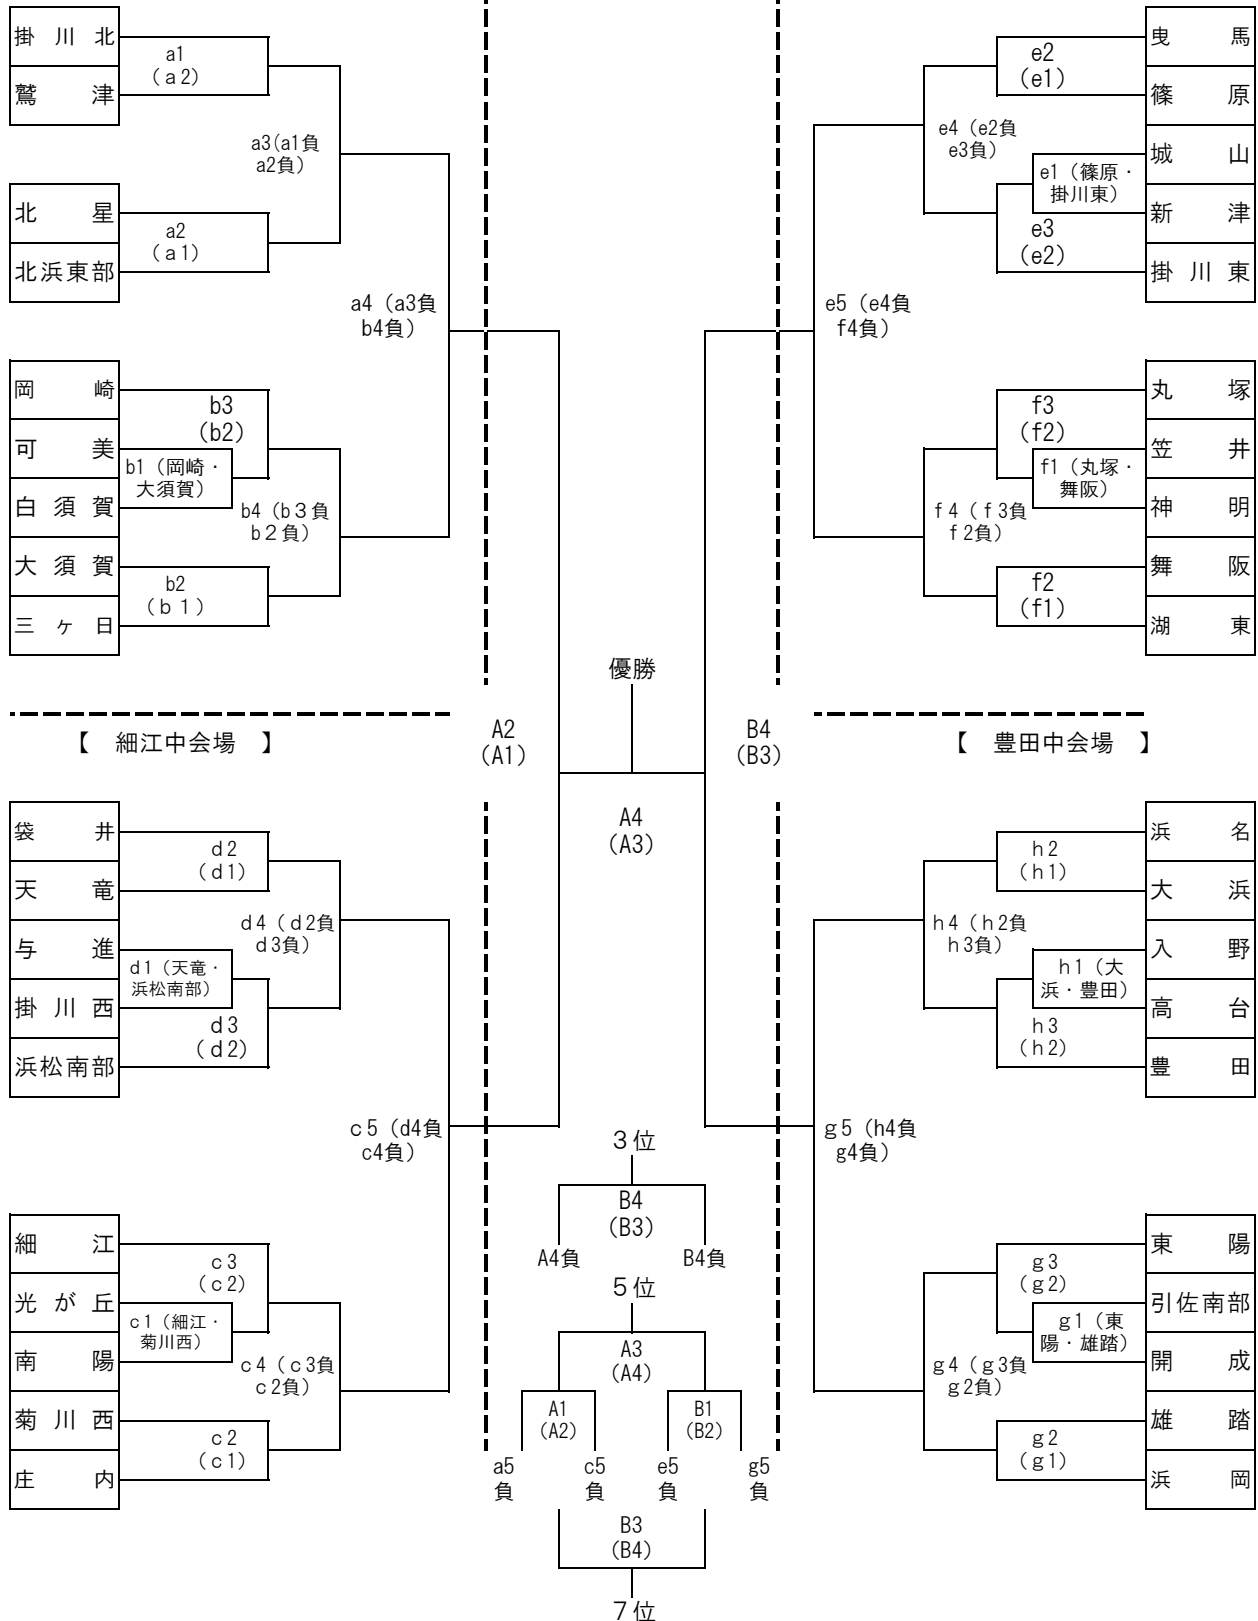 掛川北
a1
(a2)
鷲津
a3(a1負
a2負)
北星
a2
(a1)
北浜東部
a4 (a3負
b4負)
岡崎
b3
(b2)
可美
b1 (岡崎・
大須賀)
白須賀
b4 (b3負
b2負)
大須賀
b2
(b1)
三ヶ日
曳馬
e2
(e1)
篠原
e4 (e2負
e3負)
城山
e1 (篠原・
掛川東)
新津
e3
(e2)
掛川東
e5 (e4負
f4負)
丸塚
f3
(f2)
笠井
f1 (丸塚・
舞阪)
神明
f4 (f3負
f2負)
舞阪
f2
(f1)
湖東
優勝
【 細江中会場 】
A2
(A1)
B4
(B3)
【 豊田中会場 】
A4
(A3)
袋井
d2
(d1)
天竜
d4 (d2負
d3負)
与進
d1 (天竜・
浜松南部)
掛川西
d3
(d2)
浜松南部
c5 (d4負
c4負)
細江
c3
(c2)
光が丘
c1 (細江・
菊川西)
南陽
c4 (c3負
c2負)
菊川西
c2
(c1)
庄内
浜名
h2
(h1)
大浜
h4 (h2負
h3負)
入野
h1 (大
浜・豊田)
高台
h3
(h2)
豊田
g5 (h4負
g4負)
東陽
g3
(g2)
引佐南部
g1 (東
陽・雄踏)
開成
g4 (g3負
g2負)
雄踏
g2
(g1)
浜岡
3位
B4
(B3)
A4負
B4負
5位
A3
(A4)
A1
(A2)
B1
(B2)
a5
負
c5
負
e5
負
g5
負
B3
(B4)
7位